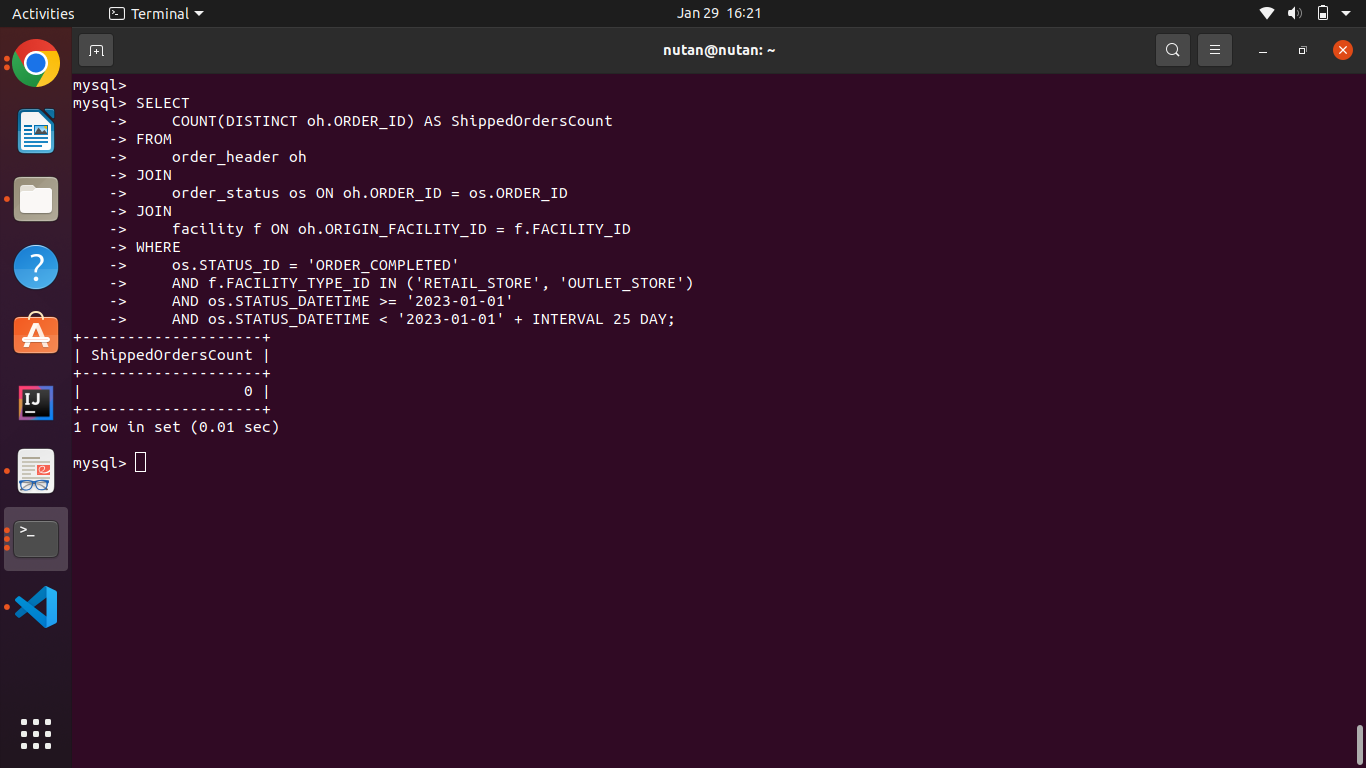 Activities
Terminal
Jan 29 16:21
nutan@nutan: ~
mysql>
mysql> SELECT
    ->     COUNT(DISTINCT oh.ORDER_ID) AS ShippedOrdersCount
    -> FROM
    ->     order_header oh
    -> JOIN
    ->     order_status os ON oh.ORDER_ID = os.ORDER_ID
    -> JOIN
    ->     facility f ON oh.ORIGIN_FACILITY_ID = f.FACILITY_ID
    -> WHERE
    ->     os.STATUS_ID = 'ORDER_COMPLETED'
    ->     AND f.FACILITY_TYPE_ID IN ('RETAIL_STORE', 'OUTLET_STORE')
    ->     AND os.STATUS_DATETIME >= '2023-01-01'
    ->     AND os.STATUS_DATETIME < '2023-01-01' + INTERVAL 25 DAY;
+--------------------+
| ShippedOrdersCount |
+--------------------+
|                  0 |
+--------------------+
1 row in set (0.01 sec)
mysql>
IJ
>_